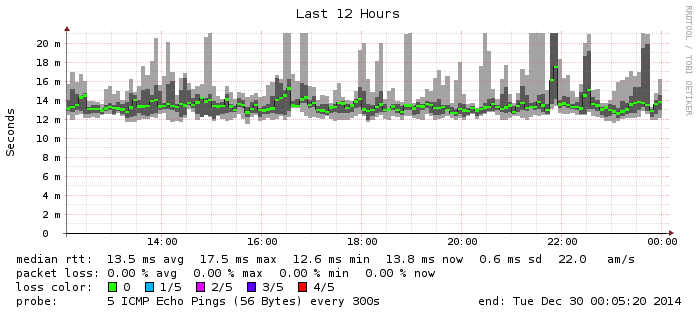 Last 12 Hours
RRDTOOL / TOBI OETIKER
Seconds
20 m
18 m
16 m
14 m
12 m
10 m
8 m
6 m
4 m
2 m
0
14:00 16:00 18:00 20:00 22:00 00:00
median rtt: 13.5 ms avg 17.5 ms max 12.6 ms min 13.8 ms now 0.6 ms sd 22.0 am/s
packet loss: 0.00 % avg 0.00 % max 0.00 % min 0.00 % now
loss color: 0 1/5 2/5 3/5 4/5
probe: 5 ICMP Echo Pings (56 Bytes) every 300s end: Tue Dec 30 00:05:20 2014